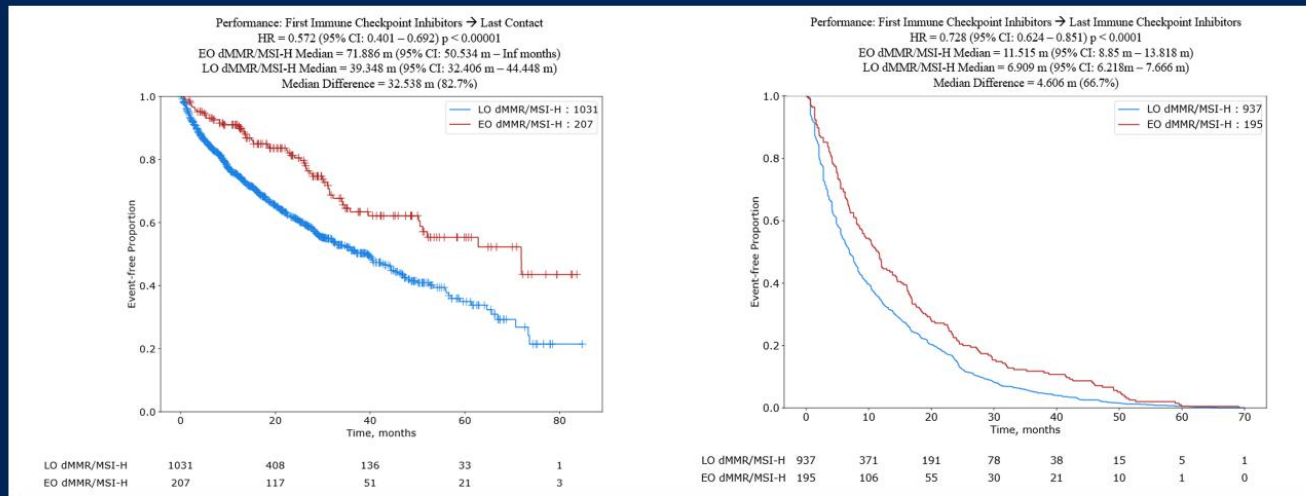 Performance: First Immune Checkpoint Inhibitors → Last Contact
HR = 0.572 (95% CI: 0.401 – 0.692) p < 0.00001
EO dMMR/MSI-H Median = 71.886 m (95% CI: 50.534 m – Inf months)
LO dMMR/MSI-H Median = 39.348 m (95% CI: 32.406 m – 44.448 m)
Median Difference = 32.538 m (82.7%)
LO dMMR/MSI-H : 1031
EO dMMR/MSI-H : 207
Event-free Proportion
1.0
0.8
0.6
0.4
0.2
0.0
0 20 40 60 80
Time, months
LO dMMR/MSI-H 1031 408 136 33 1
EO dMMR/MSI-H 207 117 51 21 3
Performance: First Immune Checkpoint Inhibitors → Last Immune Checkpoint Inhibitors
HR = 0.728 (95% CI: 0.624 – 0.851) p < 0.0001
EO dMMR/MSI-H Median = 11.515 m (95% CI: 8.85 m – 13.818 m)
LO dMMR/MSI-H Median = 6.909 m (95% CI: 6.218m – 7.666 m)
Median Difference = 4.606 m (66.7%)
LO dMMR/MSI-H : 937
EO dMMR/MSI-H : 195
Event-free Proportion
1.0
0.8
0.6
0.4
0.2
0.0
0 10 20 30 40 50 60 70
Time, months
LO dMMR/MSI-H 937 371 191 78 38 15 5 1
EO dMMR/MSI-H 195 106 55 30 21 10 1 0